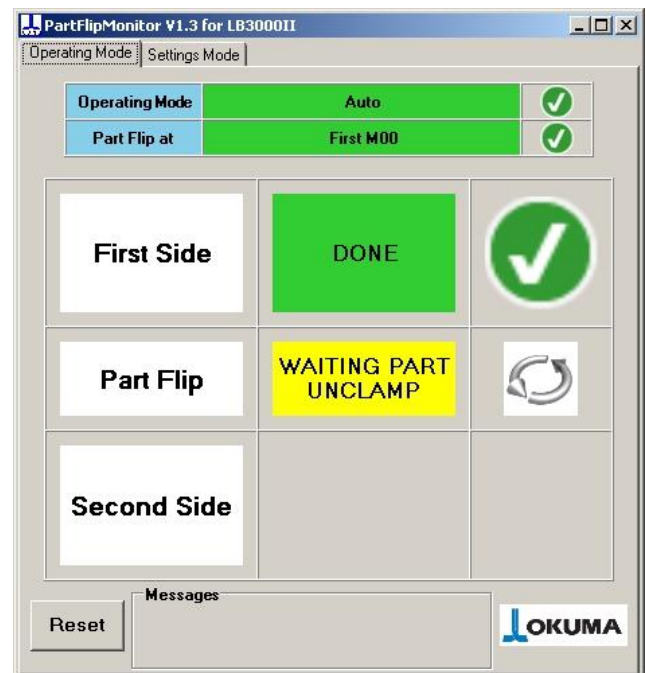 PartFlipMonitor V1.3 for LB3000II
Operating Mode Settings Mode
Operating Mode Auto
Part Flip at First M00
First Side DONE
Part Flip WAITING PART
UNCLAMP
Second Side
Messages
Reset
OKUMA